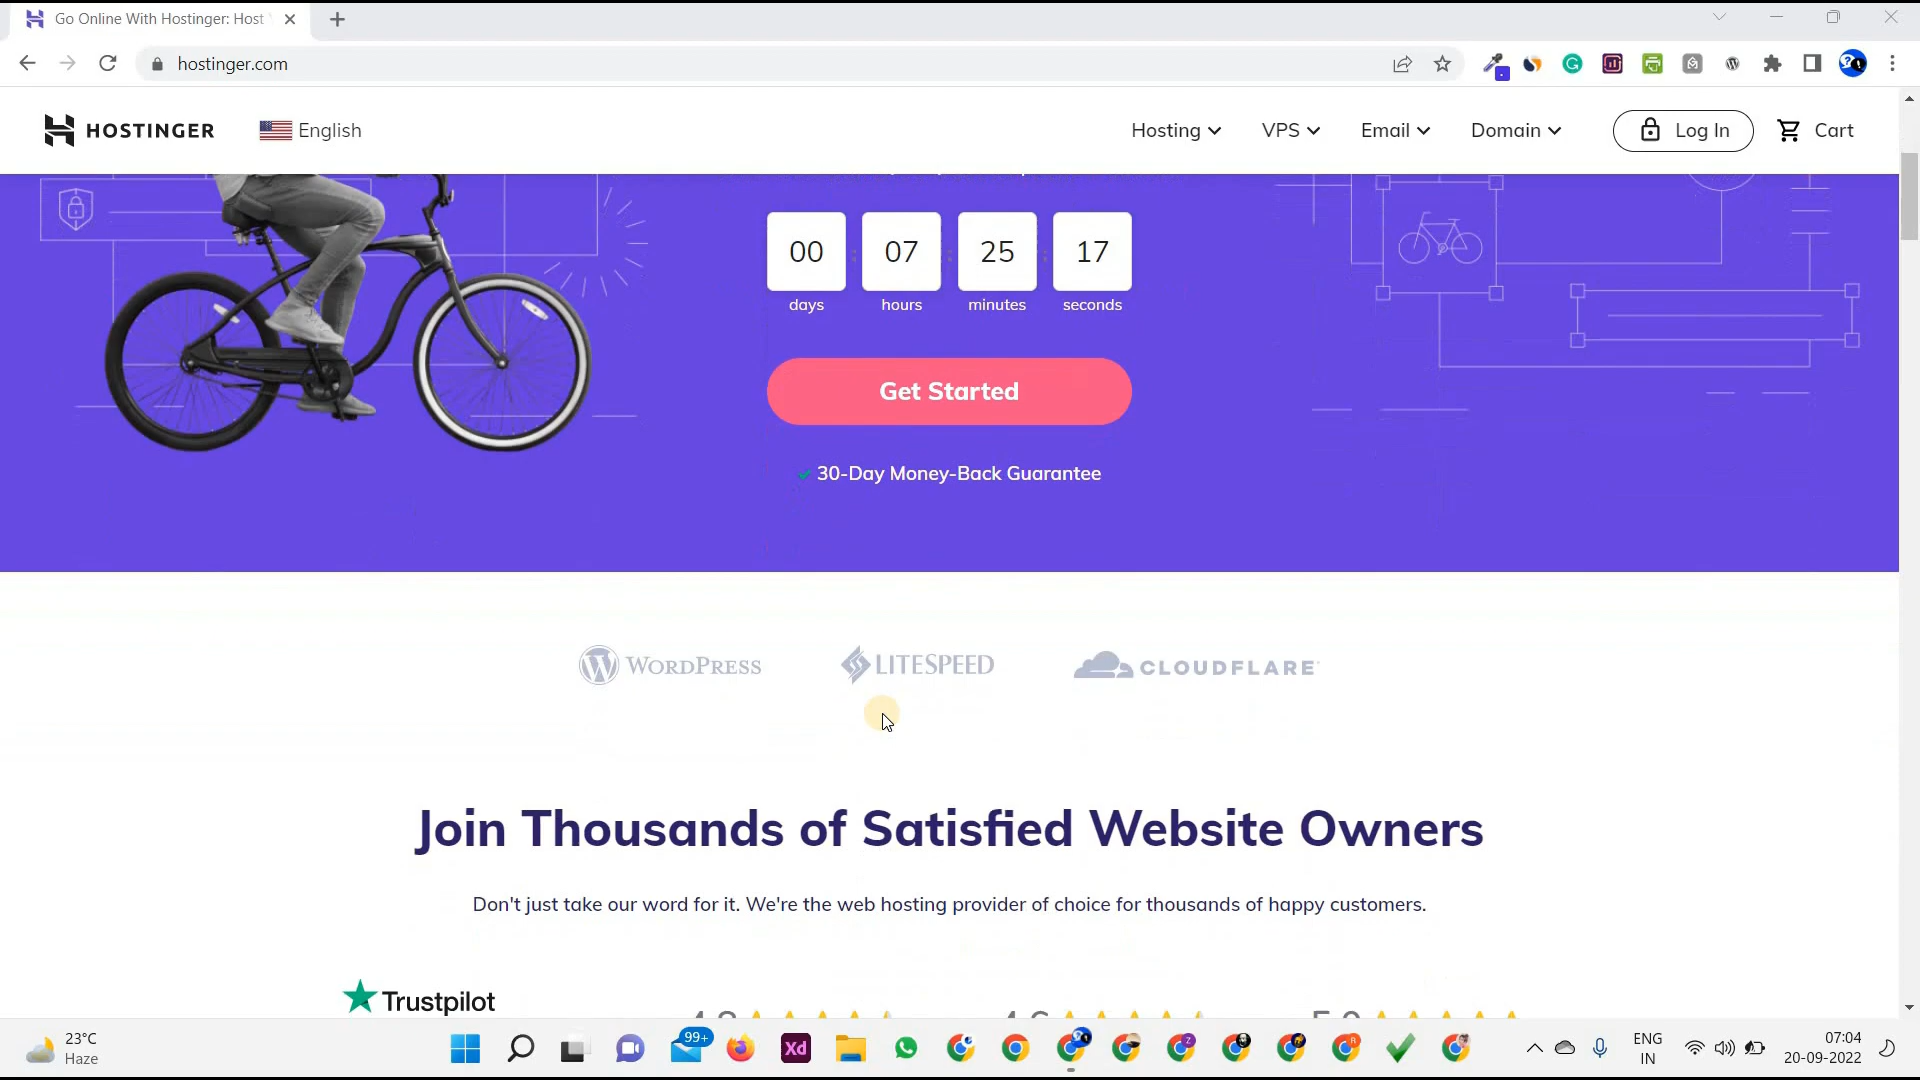 Go Online With Hostinger: Host
hostinger.com
HOSTINGER
English
Hosting
VPS
Email
Domain
Log In
Cart
00
07
25
17
days
hours
minutes
seconds
Get Started
30-Day Money-Back Guarantee
WORDPRESS
LITESPEED
CLOUDFLARE
Join Thousands of Satisfied Website Owners
Don't just take our word for it. We're the web hosting provider of choice for thousands of happy customers.
Trustpilot
23°C
Haze
99+
Xd
ENG
IN
07:04
20-09-2022